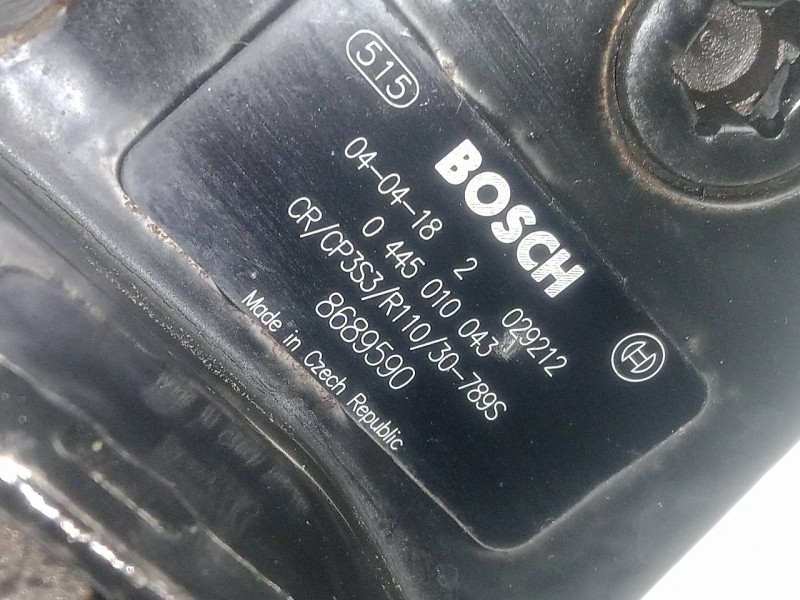 515
BOSCH
04-04-18 2 029212
0 445 010 043
CR/CP3S3/R110/30-789S
8689590
Made in Czech Republic